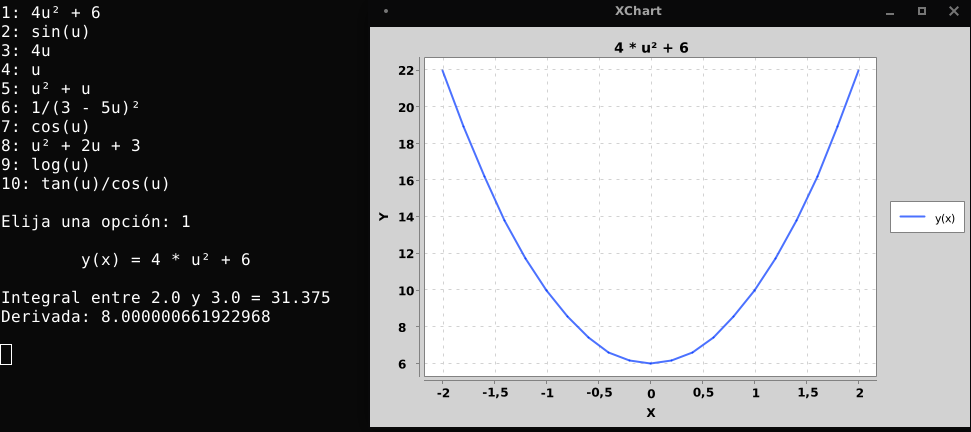 1: 4u² + 6
2: sin(u)
3: 4u
4: u
5: u² + u
6: 1/(3 - 5u)²
7: cos(u)
8: u² + 2u + 3
9: log(u)
10: tan(u)/cos(u)
Elija una opción: 1
y(x) = 4 * u² + 6
Integral entre 2.0 y 3.0 = 31.375
Derivada: 8.000000661922968
XChart
4 * u² + 6
Y
22
20
18
16
14
12
10
8
6
-2 -1,5 -1 -0,5 0 0,5 1 1,5 2
X
y(x)